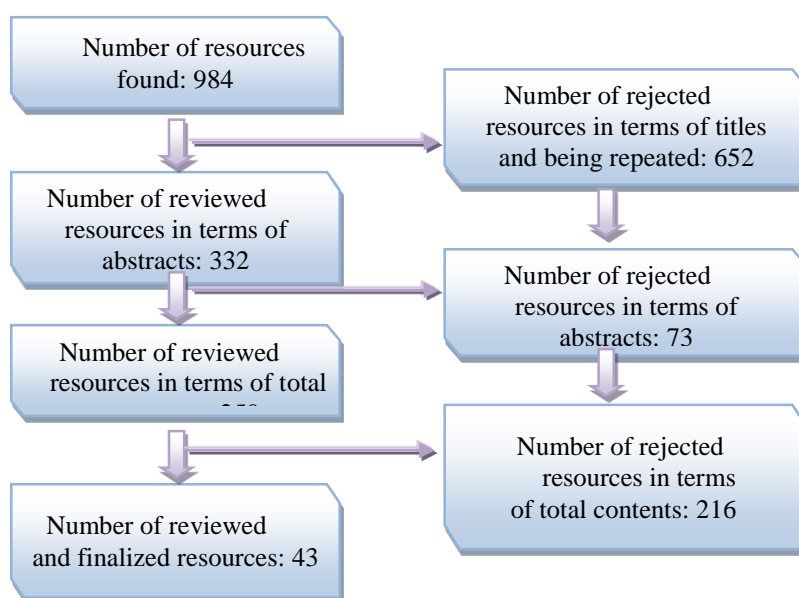 Number of resources
found: 984
Number of rejected
resources in terms of titles
and being repeated: 652
Number of reviewed
resources in terms of
abstracts: 332
Number of rejected
resources in terms of
abstracts: 73
Number of reviewed
resources in terms of total
Number of rejected
resources in terms
of total contents: 216
Number of reviewed
and finalized resources: 43